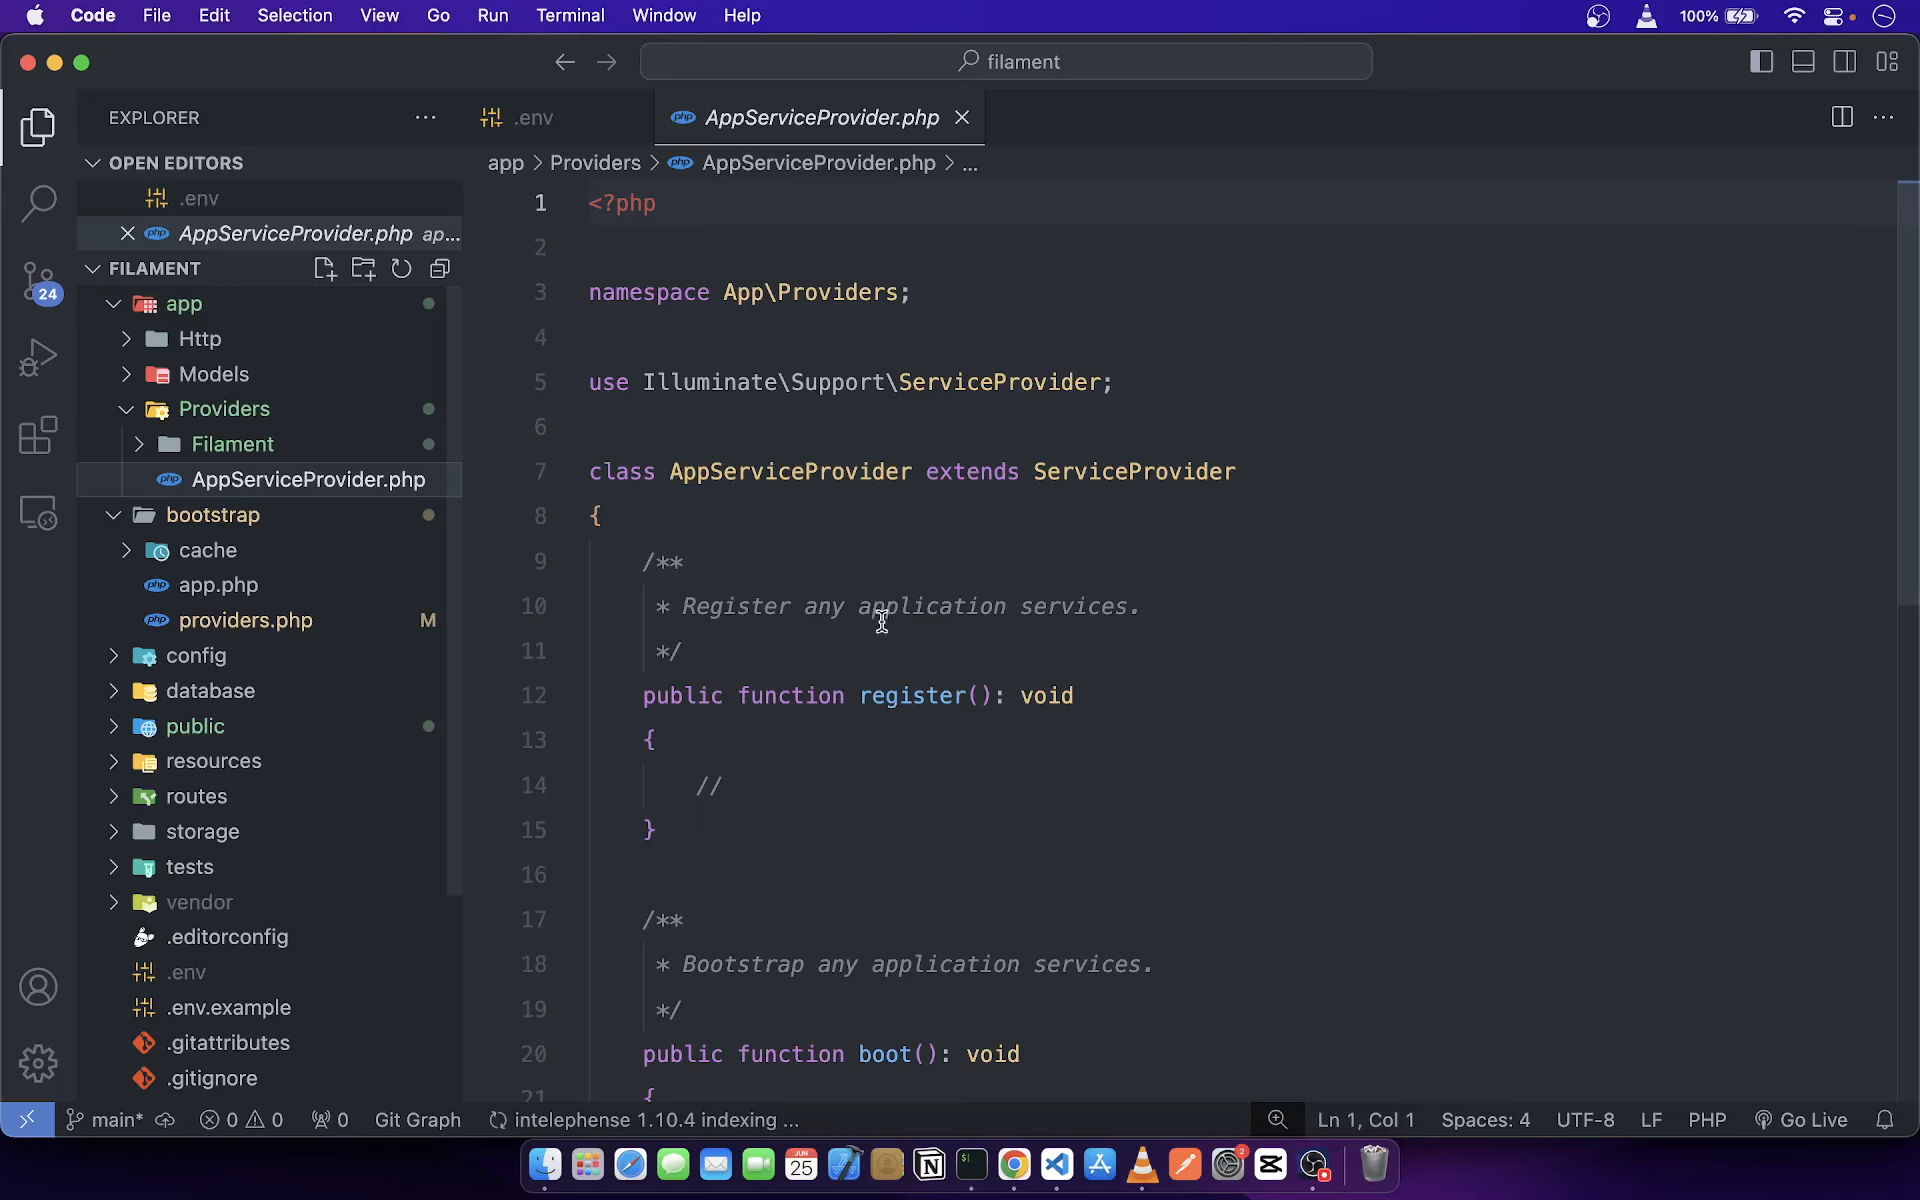 Code File Edit Selection View Go Run Terminal Window Help 100%
filament
EXPLORER
.env
AppServiceProvider.php
OPEN EDITORS
app > Providers > AppServiceProvider.php > ...
.env
AppServiceProvider.php ap...
FILAMENT
app
Http
Models
Providers
Filament
AppServiceProvider.php
bootstrap
cache
app.php
providers.php M
config
database
public
resources
routes
storage
tests
vendor
.editorconfig
.env
.env.example
.gitattributes
.gitignore
24
1 <?php
2
3 namespace App\Providers;
4
5 use Illuminate\Support\ServiceProvider;
6
7 class AppServiceProvider extends ServiceProvider
8 {
9 /**
10 * Register any application services.
11 */
12 public function register(): void
13 {
14 //
15 }
16
17 /**
18 * Bootstrap any application services.
19 */
20 public function boot(): void
21 {
main* 0 0 0 Git Graph intelephense 1.10.4 indexing ... Ln 1, Col 1 Spaces: 4 UTF-8 LF PHP Go Live
JUN
25
$
2